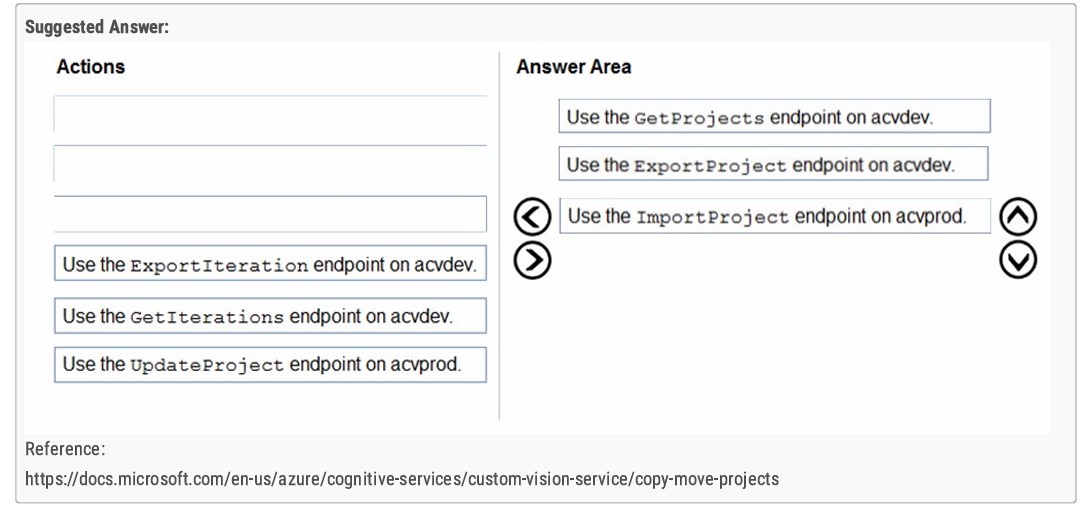 Suggested Answer:
Actions
Answer Area
Use the GetProjects endpoint on acvdev.
Use the ExportProject endpoint on acvdev.
Use the ImportProject endpoint on acvprod.
Use the ExportIteration endpoint on acvdev.
Use the GetIterations endpoint on acvdev.
Use the UpdateProject endpoint on acvprod.
Reference:
https://docs.microsoft.com/en-us/azure/cognitive-services/custom-vision-service/copy-move-projects